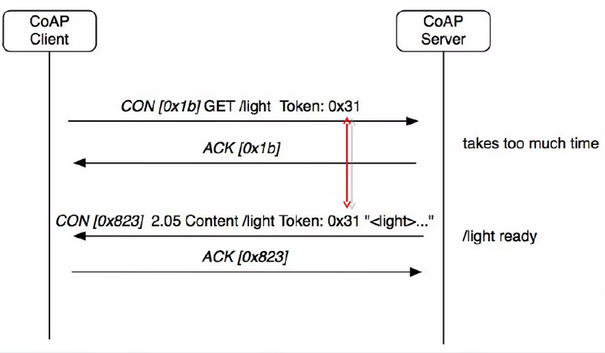 CoAP
Client
CoAP
Server
CON [0x1b] GET /light Token: 0x31
takes too much time
ACK [0x1b]
CON [0x823] 2.05 Content /light Token: 0x31 "<light>..."
/light ready
ACK [0x823]